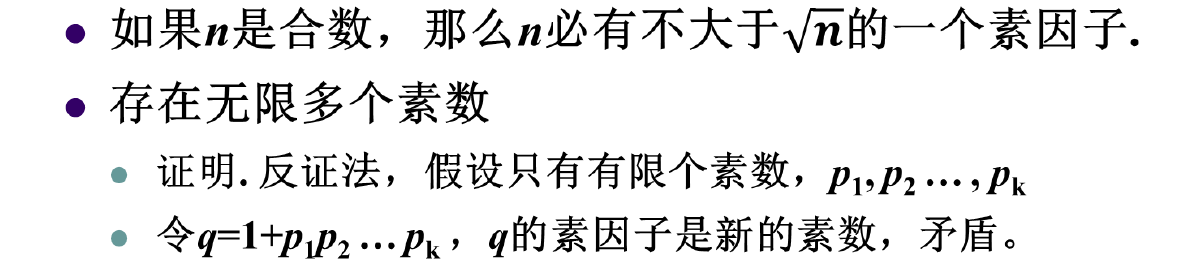 ● 如果n是合数，那么n必有不大于√n的一个素因子.
● 存在无限多个素数
● 证明. 反证法，假设只有有限个素数，p₁, p₂ …, pₖ
● 令q=1+p₁p₂ …pₖ，q的素因子是新的素数，矛盾。